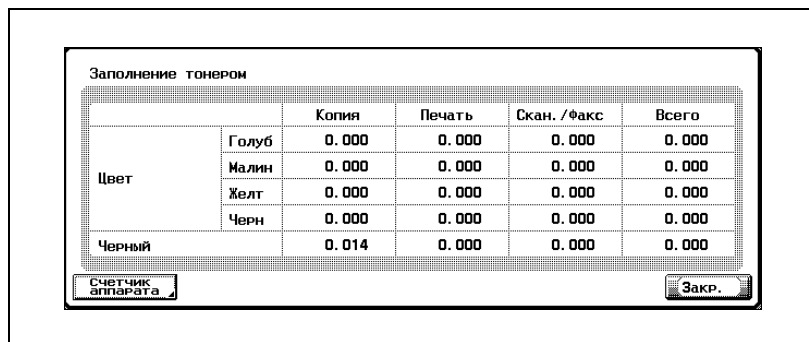 Заполнение тонером
Копия Печать Скан./Факс Всего
Цвет
Голуб 0.000 0.000 0.000 0.000
Малин 0.000 0.000 0.000 0.000
Желт 0.000 0.000 0.000 0.000
Черн 0.000 0.000 0.000 0.000
Черный 0.014 0.000 0.000 0.000
Счетчик
аппарата
Закр.